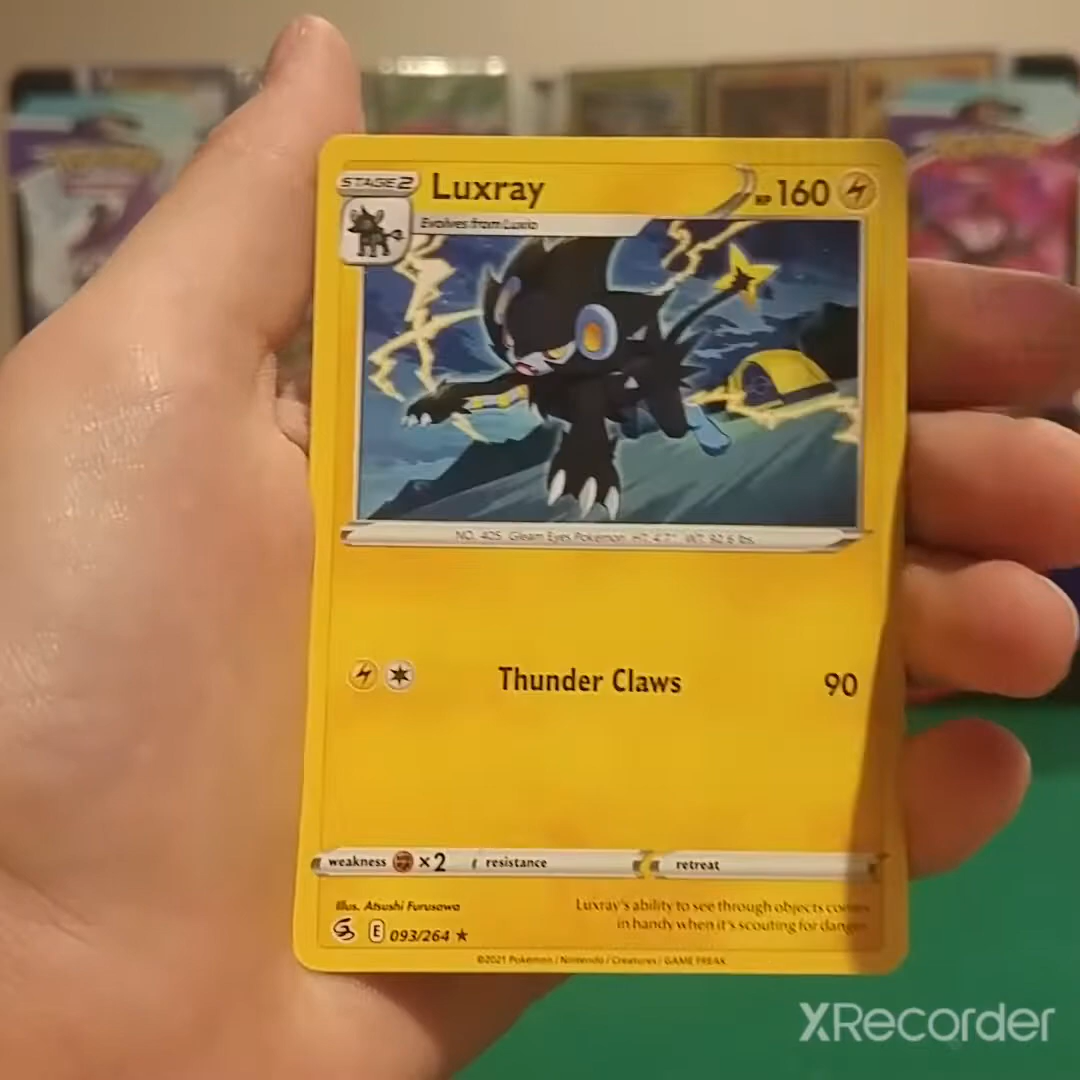 STAGE 2 Luxray HP 160
Evolves from Luxio
NO. 405 Gleam Eyes Pokémon HT: 4'7" WT: 92.6 lbs.
Thunder Claws 90
weakness ×2 resistance retreat
Illus. Atsushi Furusawa
Luxray's ability to see through objects comes
in handy when it's scouting for danger.
E 093/264 ★
©2021 Pokémon / Nintendo / Creatures / GAME FREAK
XRecorder